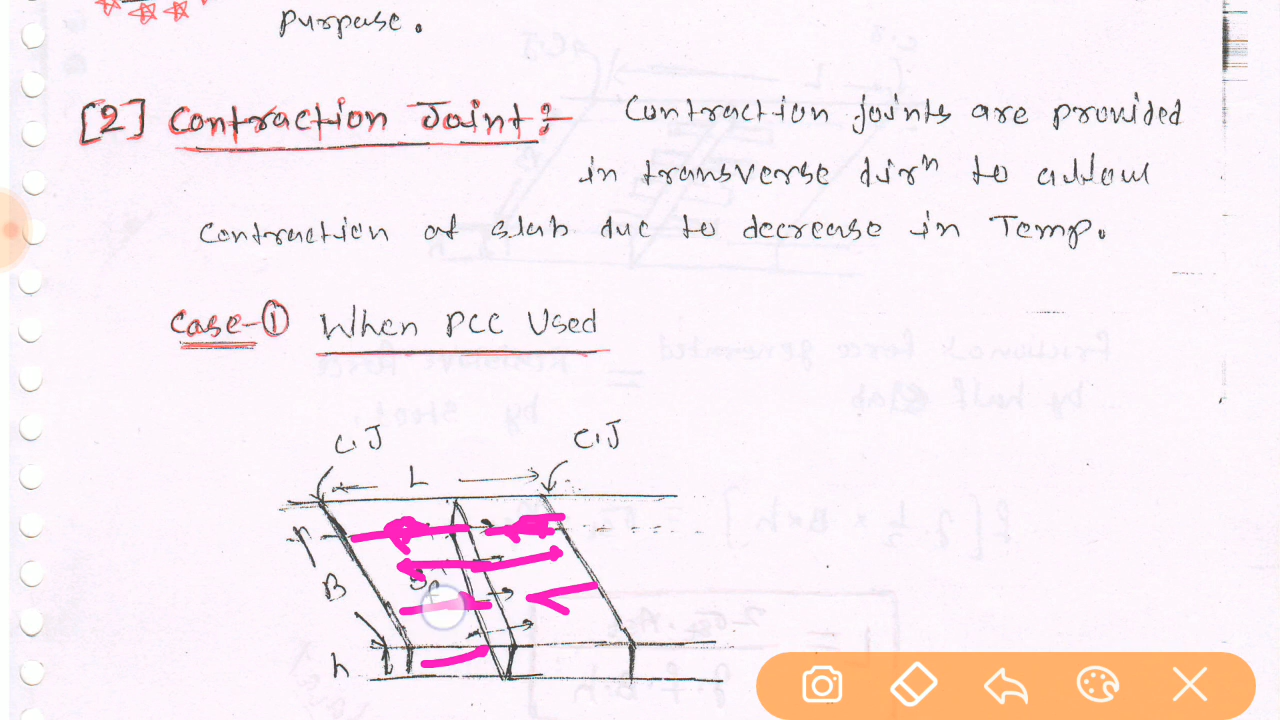 purpose.
[2] Contraction Joint :- Contraction joints are provided
in transverse dirⁿ to allow
contraction of slab due to decrease in Temp.
Case-① When PCC Used
C.J C.J
L
B
Sf
h